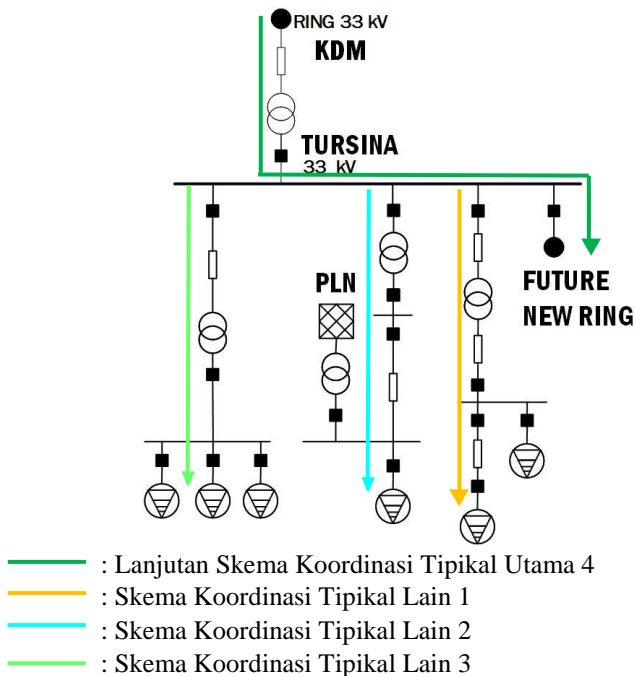 RING 33 kV
KDM
TURSINA
33 kV
PLN
FUTURE
NEW RING
: Lanjutan Skema Koordinasi Tipikal Utama 4
: Skema Koordinasi Tipikal Lain 1
: Skema Koordinasi Tipikal Lain 2
: Skema Koordinasi Tipikal Lain 3